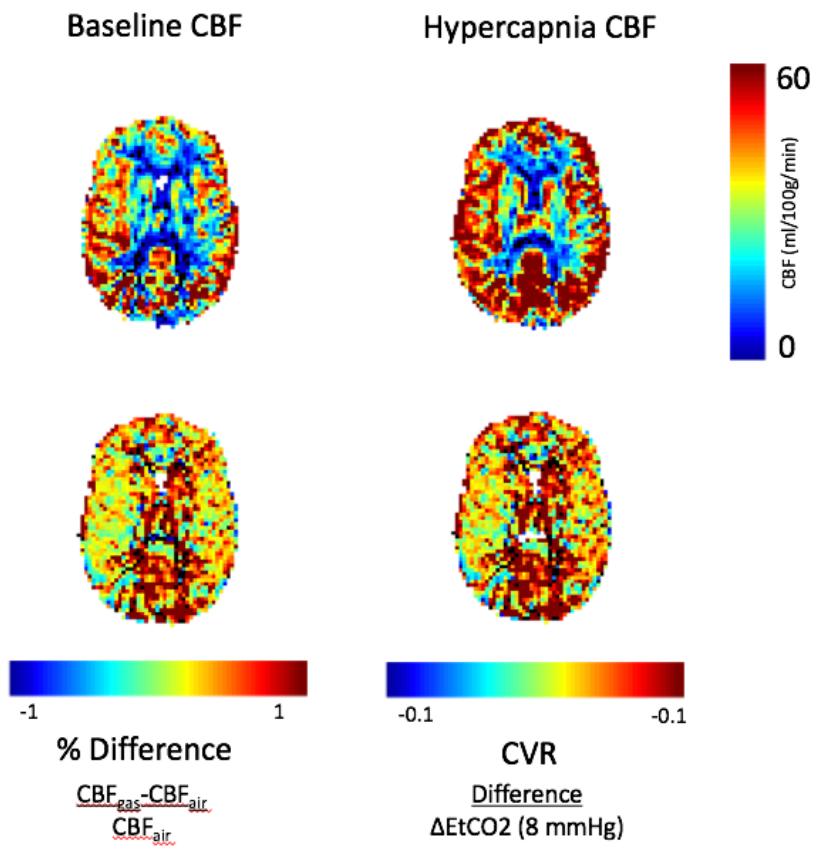 Baseline CBF
Hypercapnia CBF
60
CBF (ml/100g/min)
0
-1
1
-0.1
-0.1
% Difference
CVR
CBFgas-CBFair
CBFair
Difference
ΔEtCO2 (8 mmHg)